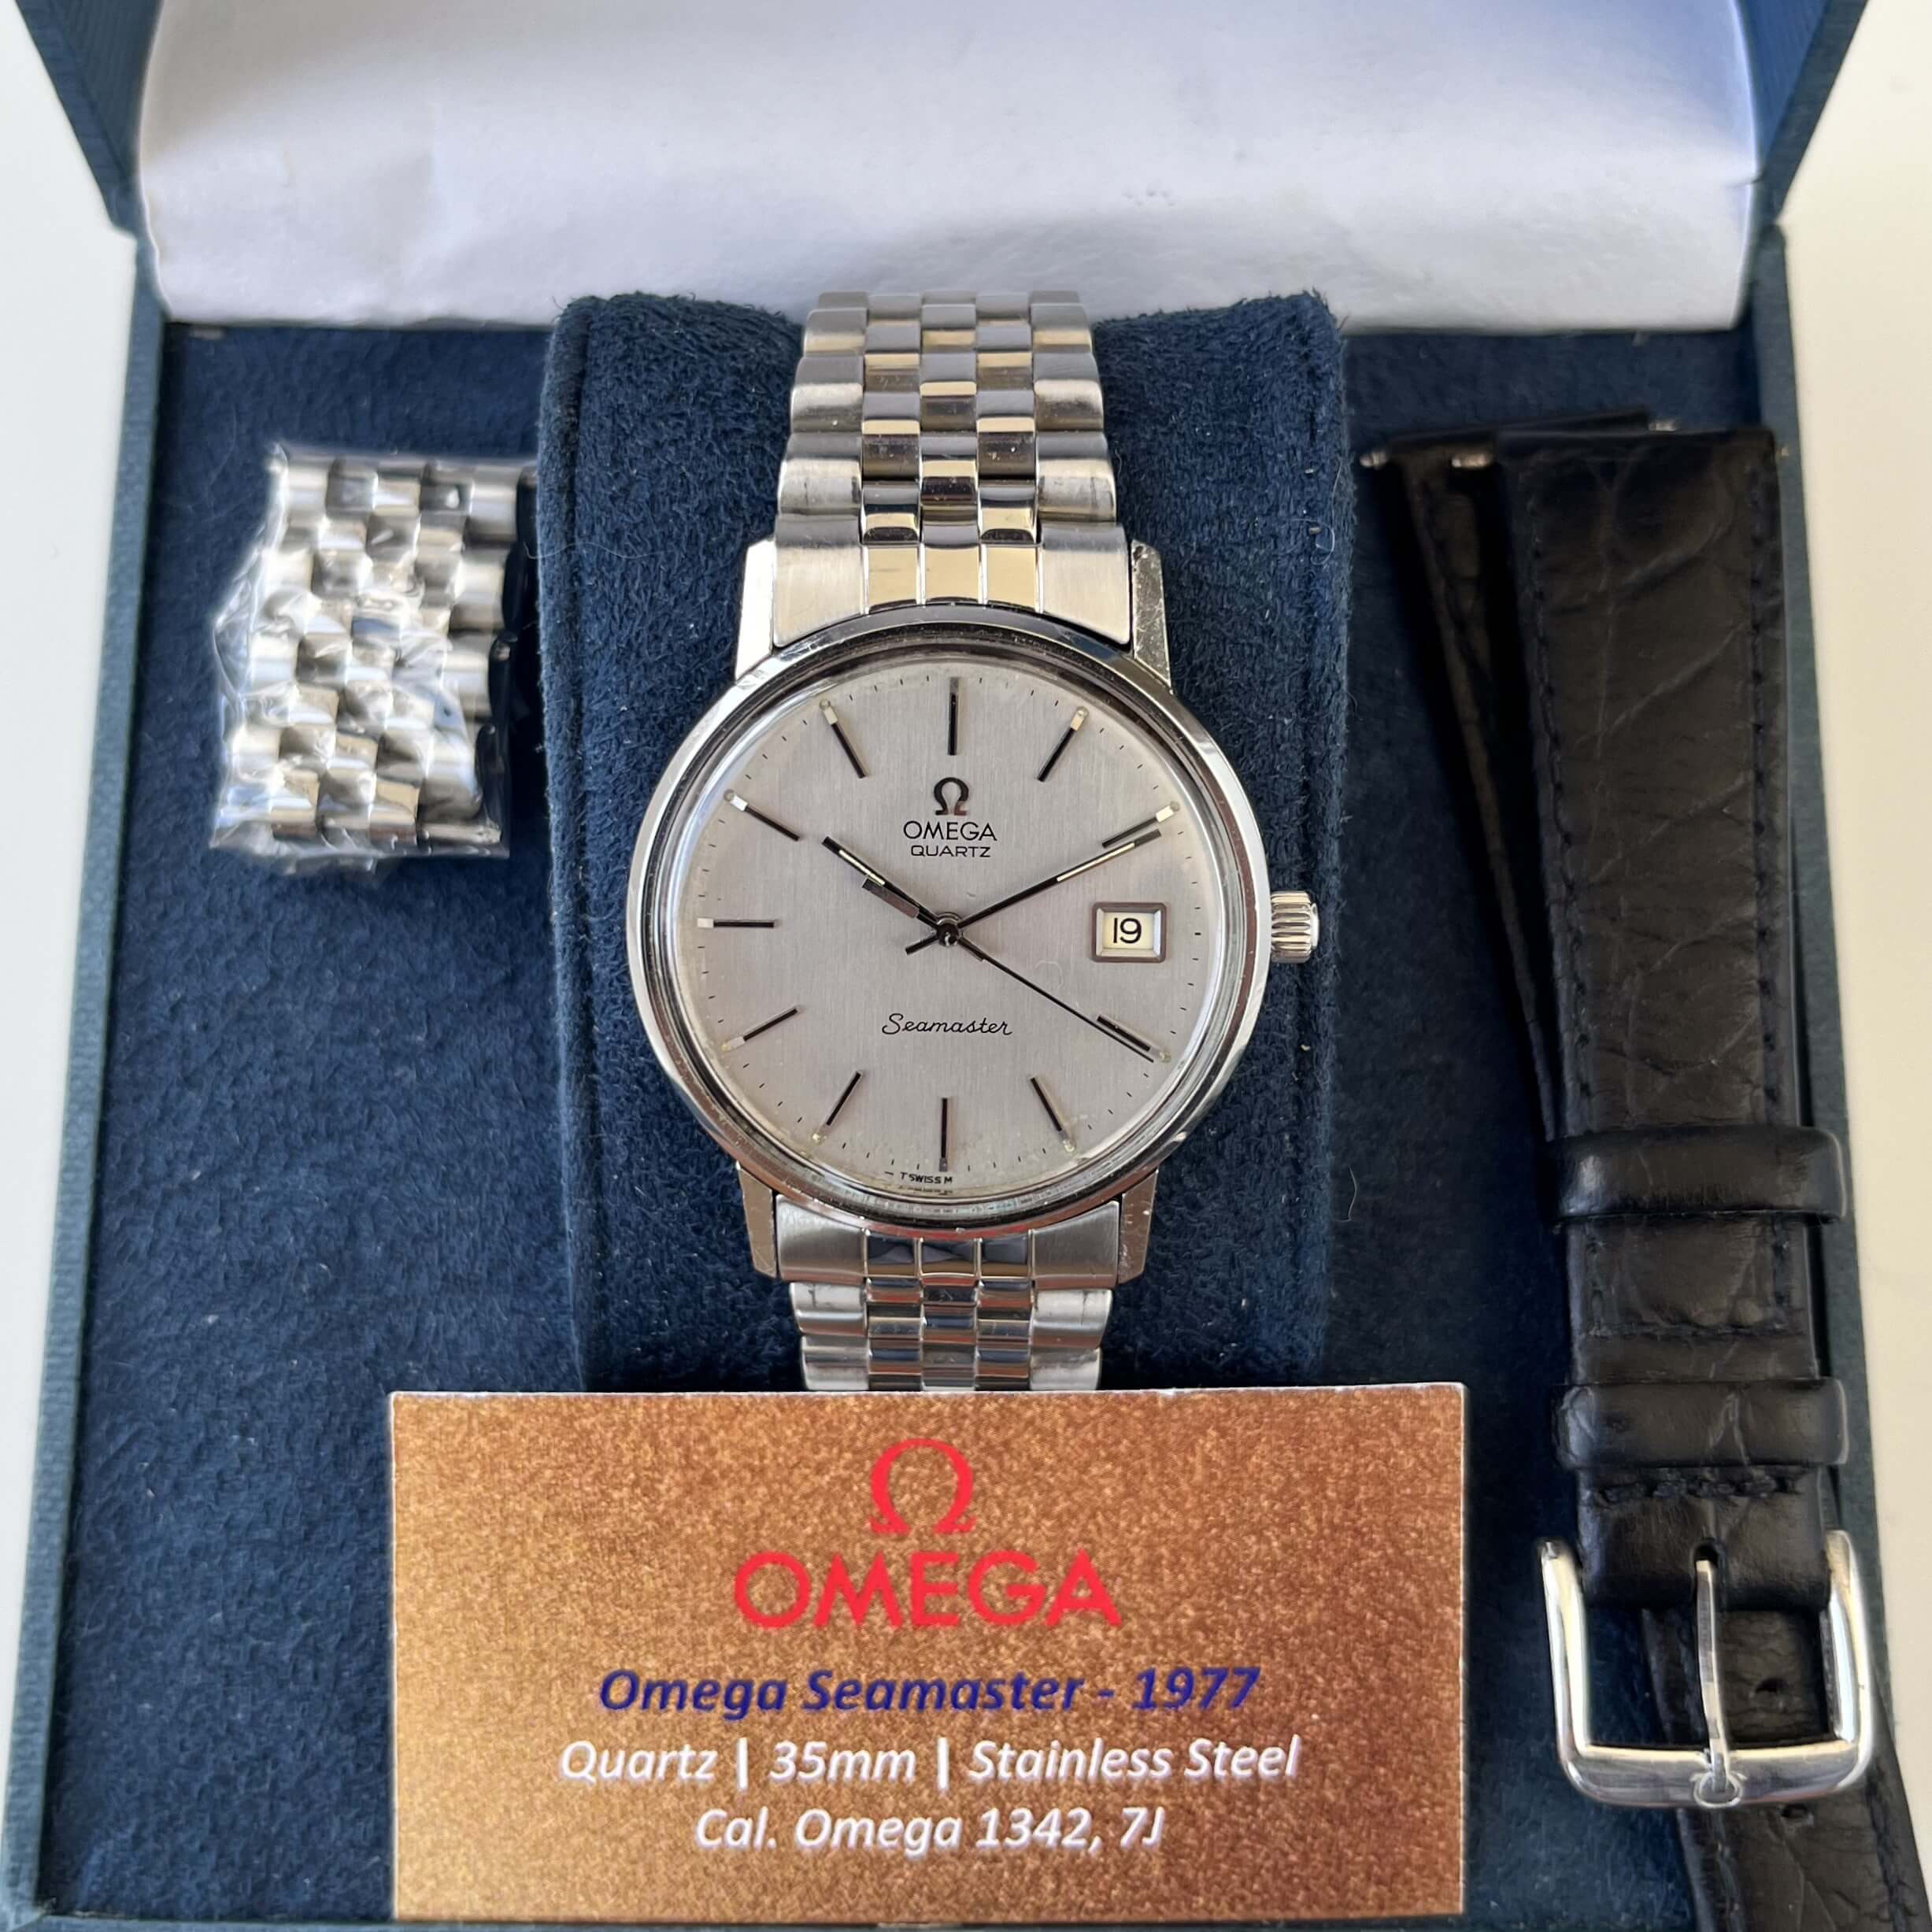 Ω
OMEGA
QUARTZ
19
Seamaster
T SWISS M
Ω
OMEGA
Omega Seamaster - 1977
Quartz | 35mm | Stainless Steel
Cal. Omega 1342, 7J